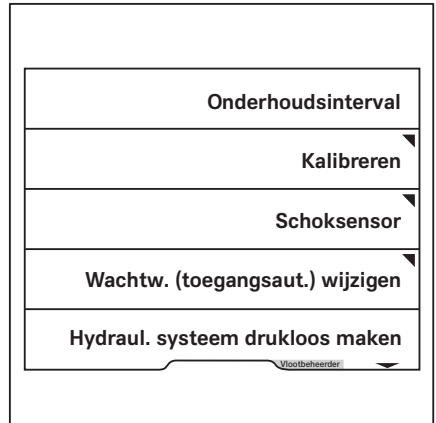 Onderhoudsinterval
Kalibreren
Schoksensor
Wachtw. (toegangsaut.) wijzigen
Hydraul. systeem drukloos maken
Vlootbeheerder